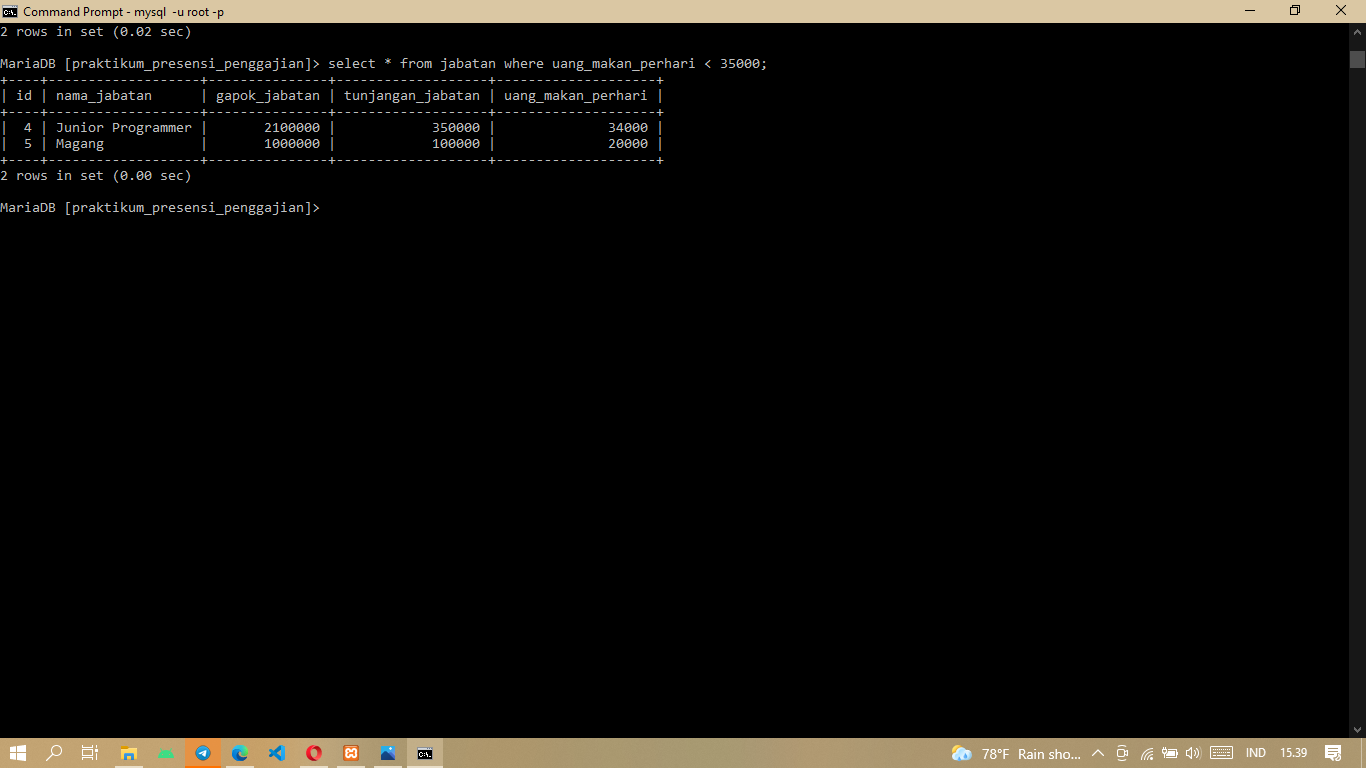 Command Prompt - mysql  -u root -p
2 rows in set (0.02 sec)
MariaDB [praktikum_presensi_penggajian]> select * from jabatan where uang_makan_perhari < 35000;
+----+-------------------+---------------+-------------------+--------------------+
| id | nama_jabatan      | gapok_jabatan | tunjangan_jabatan | uang_makan_perhari |
+----+-------------------+---------------+-------------------+--------------------+
|  4 | Junior Programmer |       2100000 |            350000 |              34000 |
|  5 | Magang            |       1000000 |            100000 |              20000 |
+----+-------------------+---------------+-------------------+--------------------+
2 rows in set (0.00 sec)
MariaDB [praktikum_presensi_penggajian]>
78°F Rain sho... IND 15.39